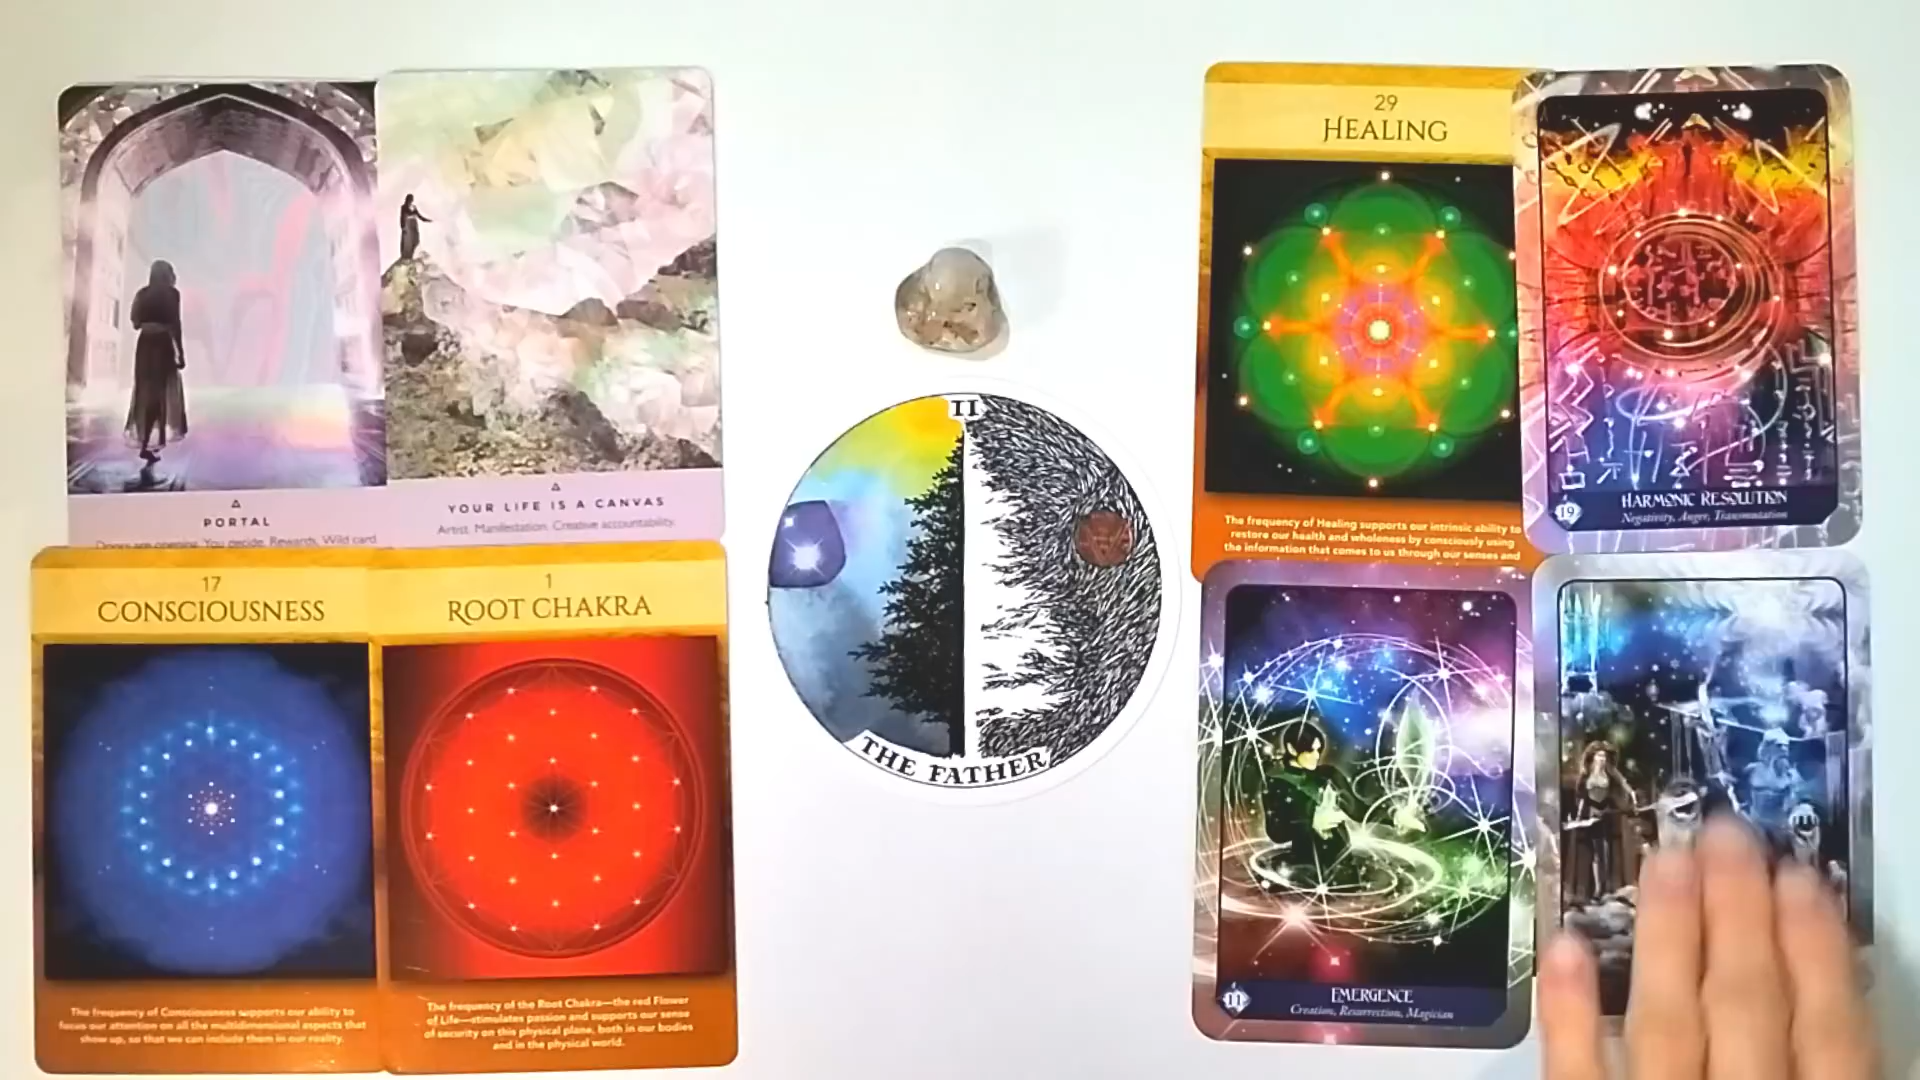 PORTAL
Doors are opening. You decide. Rewards. Wild card.
YOUR LIFE IS A CANVAS
Artist. Manifestation. Creative accountability.
17
CONSCIOUSNESS
The frequency of Consciousness supports our ability to
focus our attention on all the multidimensional aspects that
show up, so that we can include them in our reality.
1
ROOT CHAKRA
The frequency of the Root Chakra—the red Flower
of Life—stimulates passion and supports our sense
of security on this physical plane, both in our bodies
and in the physical world.
II
THE FATHER
29
HEALING
The frequency of Healing supports our intrinsic ability to
restore our health and wholeness by consciously using
the information that comes to us through our senses and
19
HARMONIC RESOLUTION
Negativity, Anger, Transmutation
11
EMERGENCE
Creation, Resurrection, Magician